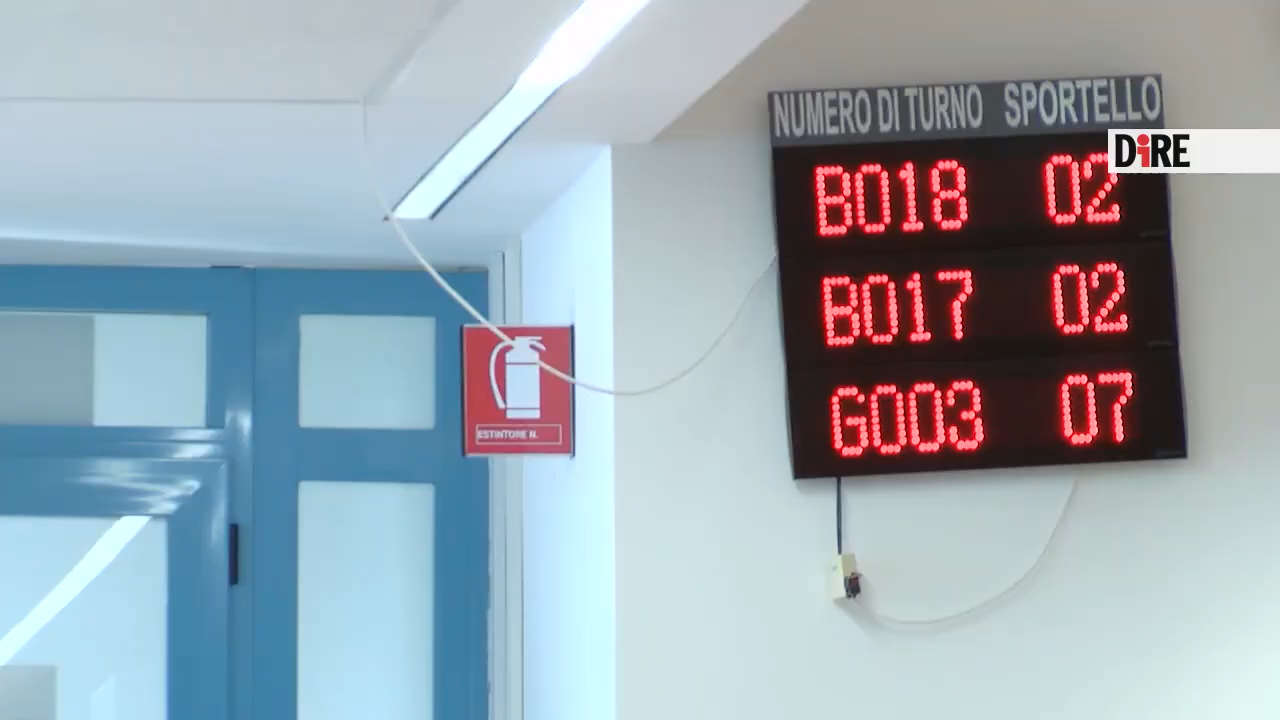 NUMERO DI TURNO SPORTELLO
DiRE
B018 02
B017 02
G003 07
ESTINTORE N.